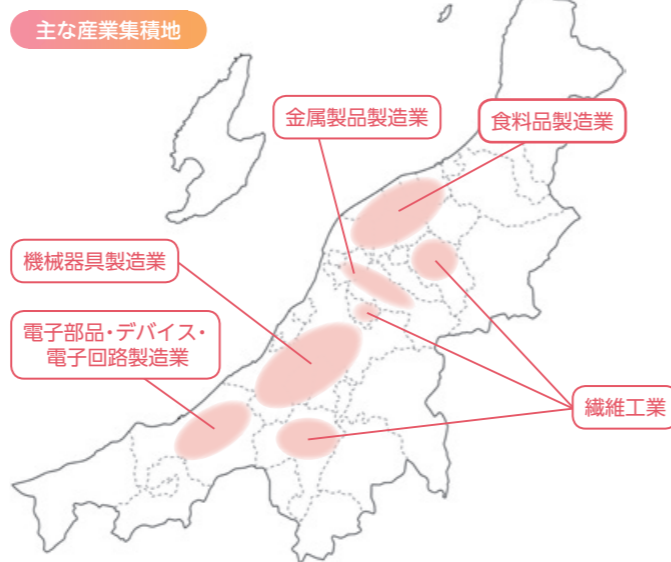 主な産業集積地
金属製品製造業
食料品製造業
機械器具製造業
電子部品・デバイス・
電子回路製造業
繊維工業